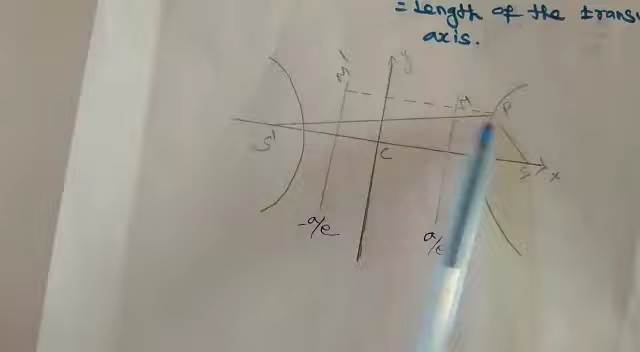 = Length of the transv
axis.
y
M'
M
P
S'
C
S
x
-a/e
a/e